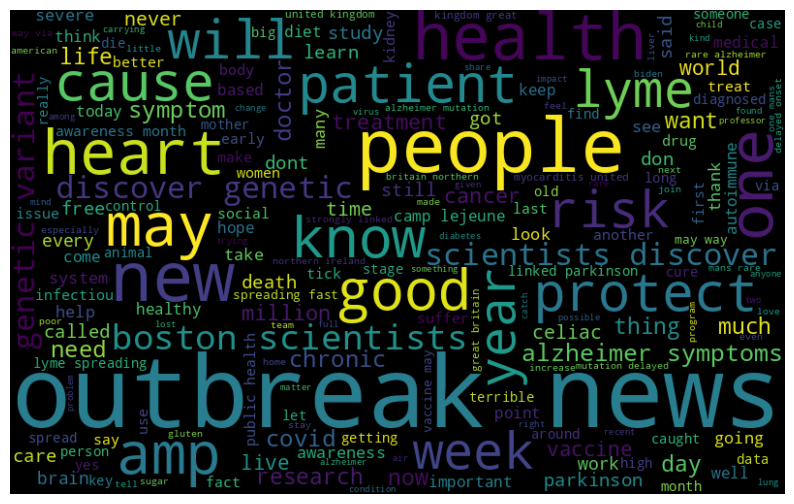 severe never united kingdom big diet study kidney kingdom great someone child case
may via carrying die think learn body based doctor said kind medical rare alzheimer
american little life better will health world liver
genetic variant cause really today symptom patient lyme treat impact share biden
change keep diagnosed feel found professor
awareness month mother early many virus alzheimer mutation find see want drug
among make treatment got don one mans delayed onset
heart women dont people britain northern myocarditis united long next join via
discover genetic still given made cancer old risk autoimmune thank first one
mind issue free control social time strongly linked camp lejeune last another
especially every hope look may way
may come animal take know scientists discover
trying northern ireland diabetes tick stage something linked parkinson cure mans rare anyone
system new death spreading fast good year protect program love two
infectiou help healthy million suffer catch possible even
poor lost team full great britain celiac thing much
called boston scientists
need chronic alzheimer symptoms
lyme spreading home increase mutation delayed
outbreak news
problem public health matter vaccine may terrible
gluten let stay point right recent
spread use covid getting around caught going
say amp week vaccine
care person awareness live work high day data
yes alzheimer air
brain key fact research now important parkinson well
tell sugar condition month lung